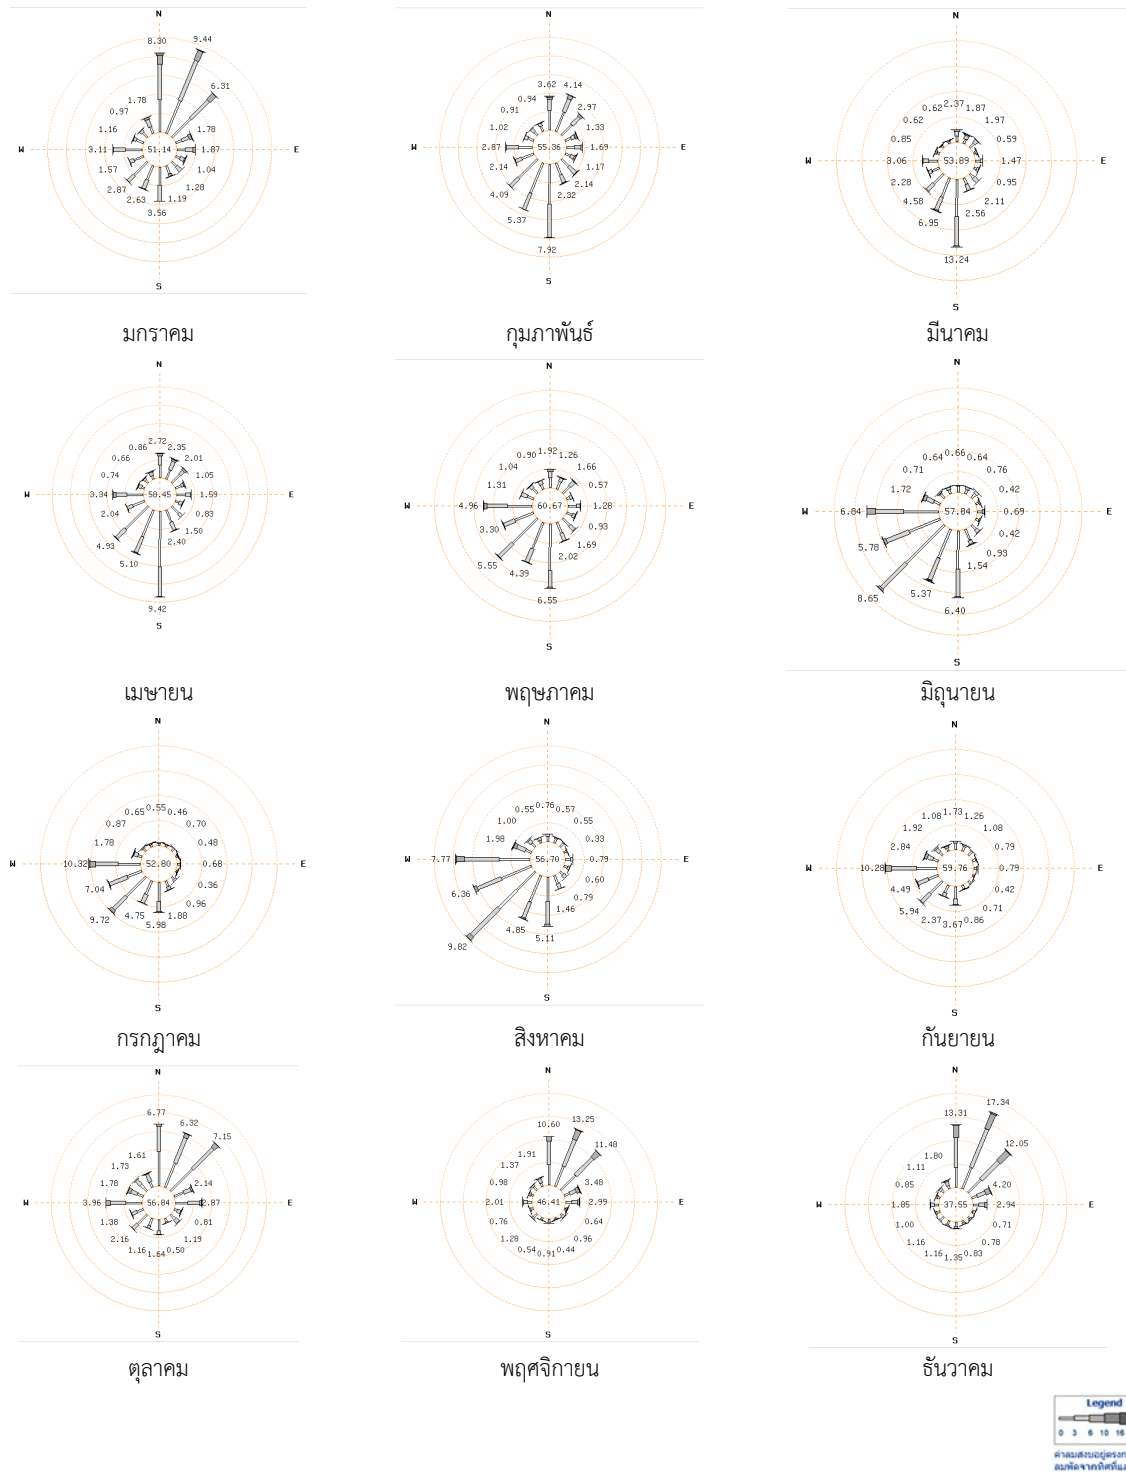 N N N
8.30 9.44 6.31 1.78 1.87 1.04 1.28 1.19 3.56 2.63 2.87 1.57 3.11 1.16 0.97 1.78 51.14 W E S
3.62 4.14 2.97 1.33 1.69 1.17 2.14 2.32 7.92 5.37 4.09 2.14 2.87 1.02 0.91 0.94 55.36 W E S
2.37 1.87 1.97 0.59 1.47 0.95 2.11 2.56 13.24 6.95 4.58 2.28 3.06 0.85 0.62 0.62 53.89 W E S
มกราคม กุมภาพันธ์ มีนาคม
N N N
2.72 2.35 2.01 1.05 1.59 0.83 1.50 2.40 9.42 5.10 4.93 2.04 3.84 0.74 0.66 0.86 58.45 W E S
1.92 1.26 1.66 0.57 1.28 0.93 1.69 2.02 6.55 4.39 5.55 3.30 4.96 1.31 1.04 0.90 60.67 W E S
0.66 0.64 0.76 0.42 0.69 0.42 0.93 1.54 6.40 5.37 8.65 5.78 6.84 1.72 0.71 0.64 57.84 W E S
เมษายน พฤษภาคม มิถุนายน
N N N
0.55 0.46 0.70 0.48 0.68 0.36 0.96 1.88 5.98 4.75 9.72 7.04 10.32 1.78 0.87 0.65 52.80 W E S
0.76 0.57 0.55 0.33 0.79 0.60 0.79 1.46 5.11 4.85 9.82 6.36 7.77 1.98 1.00 0.55 56.70 W E S
1.73 1.26 1.08 0.79 0.79 0.42 0.71 0.86 3.67 2.37 5.94 4.49 10.28 2.84 1.92 1.08 59.76 W E S
กรกฎาคม สิงหาคม กันยายน
N N N
6.77 6.32 7.15 2.14 2.87 0.81 1.19 0.50 1.64 1.16 2.16 1.38 3.96 1.78 1.73 1.61 56.84 W E S
10.60 13.25 11.48 3.48 2.99 0.64 0.96 0.44 0.91 0.54 1.28 0.76 2.01 0.98 1.37 1.91 46.41 W E S
13.31 17.34 12.05 4.20 2.94 0.71 0.78 0.83 1.35 1.16 1.16 1.00 1.85 0.85 1.11 1.80 37.55 W E S
ตุลาคม พฤศจิกายน ธันวาคม
Legend
0 3 6 10 16